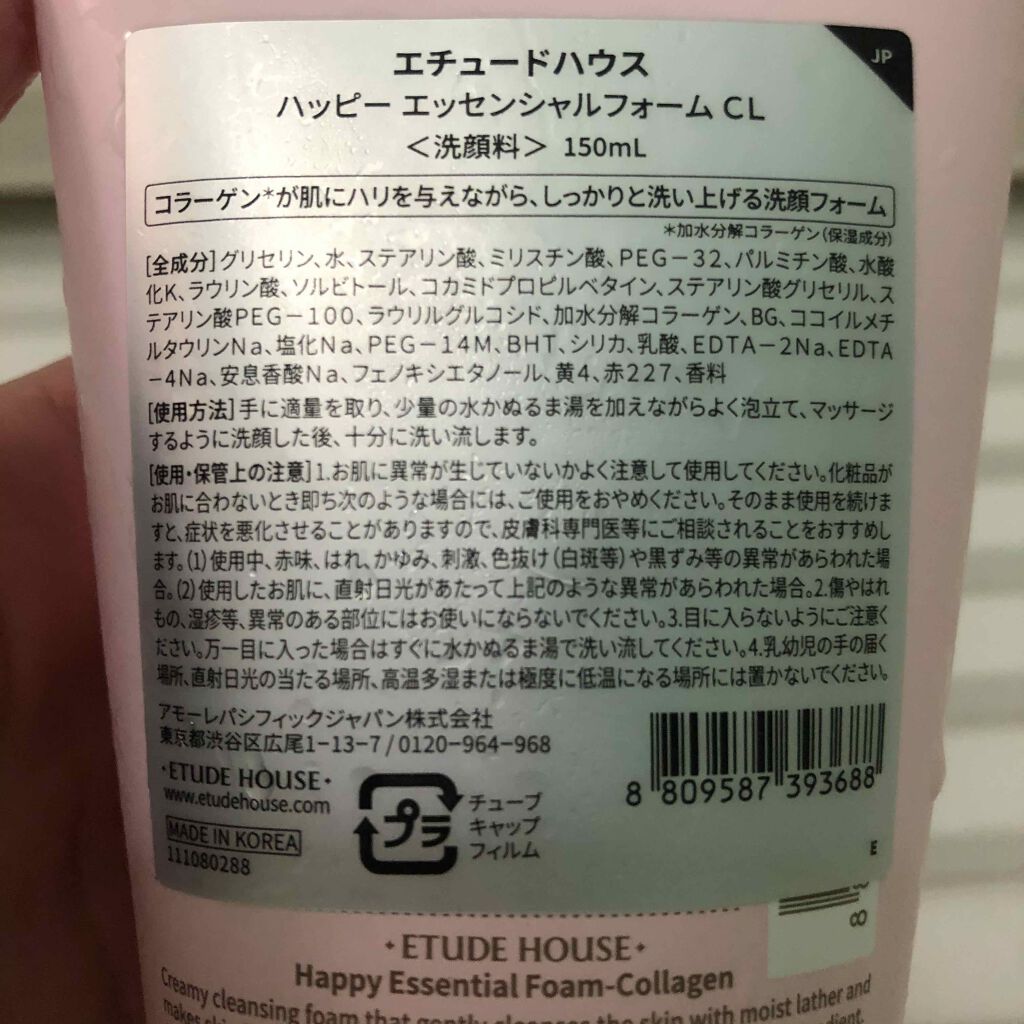 JP
エチュードハウス
ハッピー エッセンシャルフォーム CL
＜洗顔料＞ 150mL
コラーゲン*が肌にハリを与えながら、しっかりと洗い上げる洗顔フォーム
*加水分解コラーゲン（保湿成分）
[全成分]グリセリン、水、ステアリン酸、ミリスチン酸、PEG－32、パルミチン酸、水酸
化K、ラウリン酸、ソルビトール、コカミドプロピルベタイン、ステアリン酸グリセリル、ス
テアリン酸PEG－100、ラウリルグルコシド、加水分解コラーゲン、BG、ココイルメチ
ルタウリンNa、塩化Na、PEG－14M、BHT、シリカ、乳酸、EDTA－2Na、EDTA
－4Na、安息香酸Na、フェノキシエタノール、黄4、赤227、香料
[使用方法]手に適量を取り、少量の水かぬるま湯を加えながらよく泡立て、マッサージ
するように洗顔した後、十分に洗い流します。
[使用・保管上の注意]1.お肌に異常が生じていないかよく注意して使用してください。化粧品が
お肌に合わないとき即ち次のような場合には、ご使用をおやめください。そのまま使用を続けま
すと、症状を悪化させることがありますので、皮膚科専門医等にご相談されることをおすすめし
ます。(1)使用中、赤味、はれ、かゆみ、刺激、色抜け（白斑等）や黒ずみ等の異常があらわれた場
合。(2)使用したお肌に、直射日光があたって上記のような異常があらわれた場合。2.傷やはれ
もの、湿疹等、異常のある部位にはお使いにならないでください。3.目に入らないようにご注意く
ださい。万一目に入った場合はすぐに水かぬるま湯で洗い流してください。4.乳幼児の手の届く
場所、直射日光の当たる場所、高温多湿または極度に低温になる場所には置かないでください。
アモーレパシフィックジャパン株式会社
東京都渋谷区広尾1-13-7/0120-964-968
･ETUDE HOUSE･
www.etudehouse.com
MADE IN KOREA
111080288
プラ
チューブ
キャップ
フィルム
8 809587 393688
E
8
･ETUDE HOUSE･
Happy Essential Foam-Collagen
Creamy cleansing foam that gently cleanses the skin with moist lather and
makes